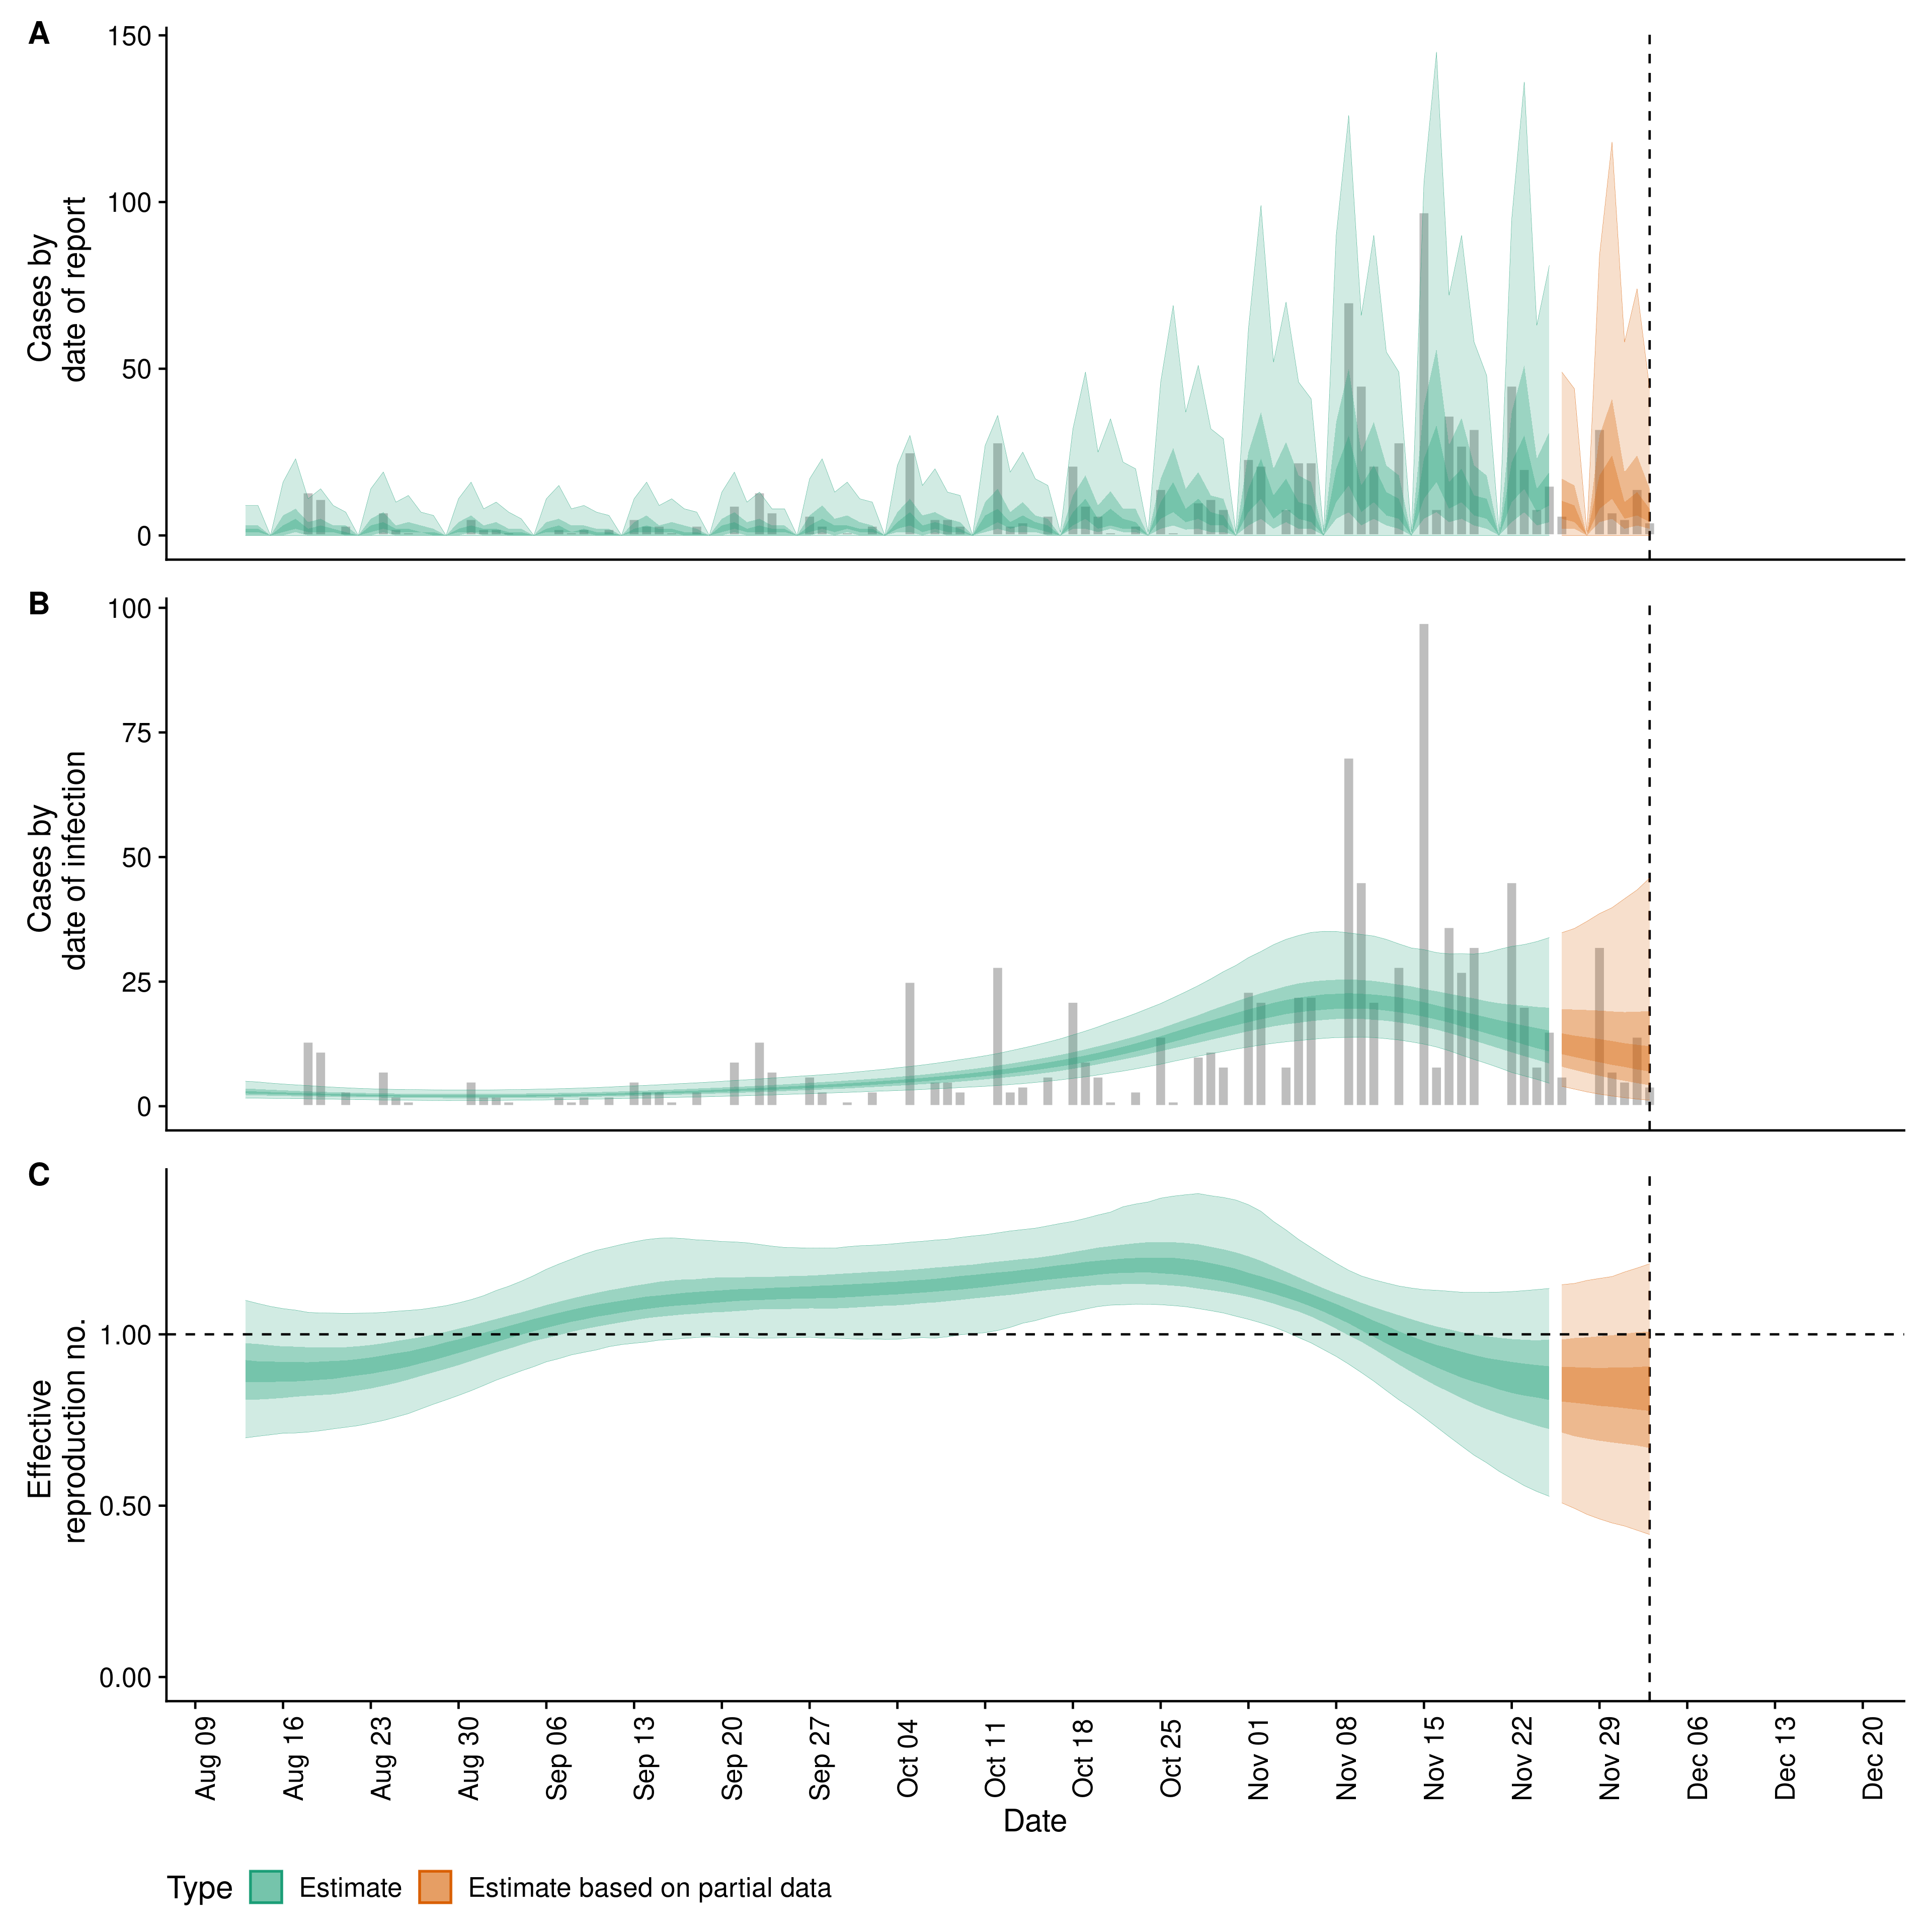 A
150
100
50
0
Cases by
date of report
B
100
75
50
25
0
Cases by
date of infection
C
1.00
0.50
0.00
Effective
reproduction no.
Aug 09
Aug 16
Aug 23
Aug 30
Sep 06
Sep 13
Sep 20
Sep 27
Oct 04
Oct 11
Oct 18
Oct 25
Nov 01
Nov 08
Nov 15
Nov 22
Nov 29
Dec 06
Dec 13
Dec 20
Date
Type Estimate Estimate based on partial data